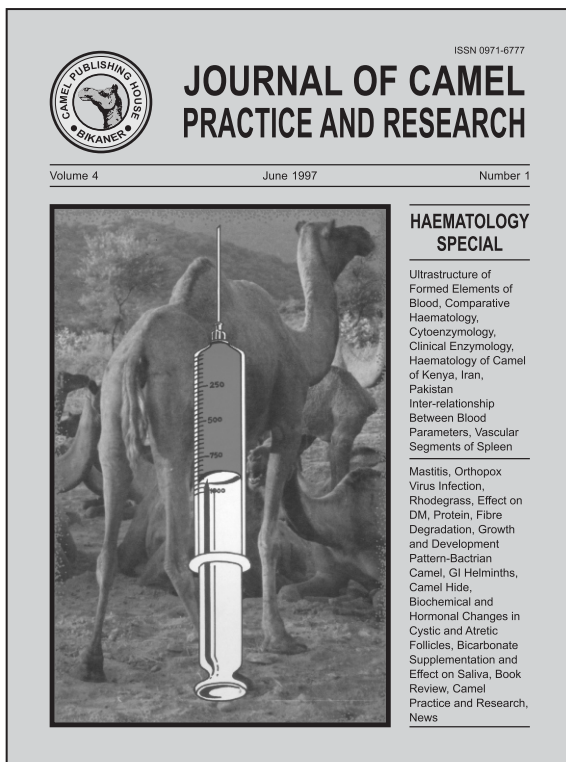 ISSN 0971-6777
CAMEL PUBLISHING HOUSE
• BIKANER •
JOURNAL OF CAMEL
PRACTICE AND RESEARCH
Volume 4 June 1997 Number 1
250
500
750
1000
HAEMATOLOGY
SPECIAL
Ultrastructure of
Formed Elements of
Blood, Comparative
Haematology,
Cytoenzymology,
Clinical Enzymology,
Haematology of Camel
of Kenya, Iran,
Pakistan
Inter-relationship
Between Blood
Parameters, Vascular
Segments of Spleen
Mastitis, Orthopox
Virus Infection,
Rhodegrass, Effect on
DM, Protein, Fibre
Degradation, Growth
and Development
Pattern-Bactrian
Camel, GI Helminths,
Camel Hide,
Biochemical and
Hormonal Changes in
Cystic and Atretic
Follicles, Bicarbonate
Supplementation and
Effect on Saliva, Book
Review, Camel
Practice and Research,
News